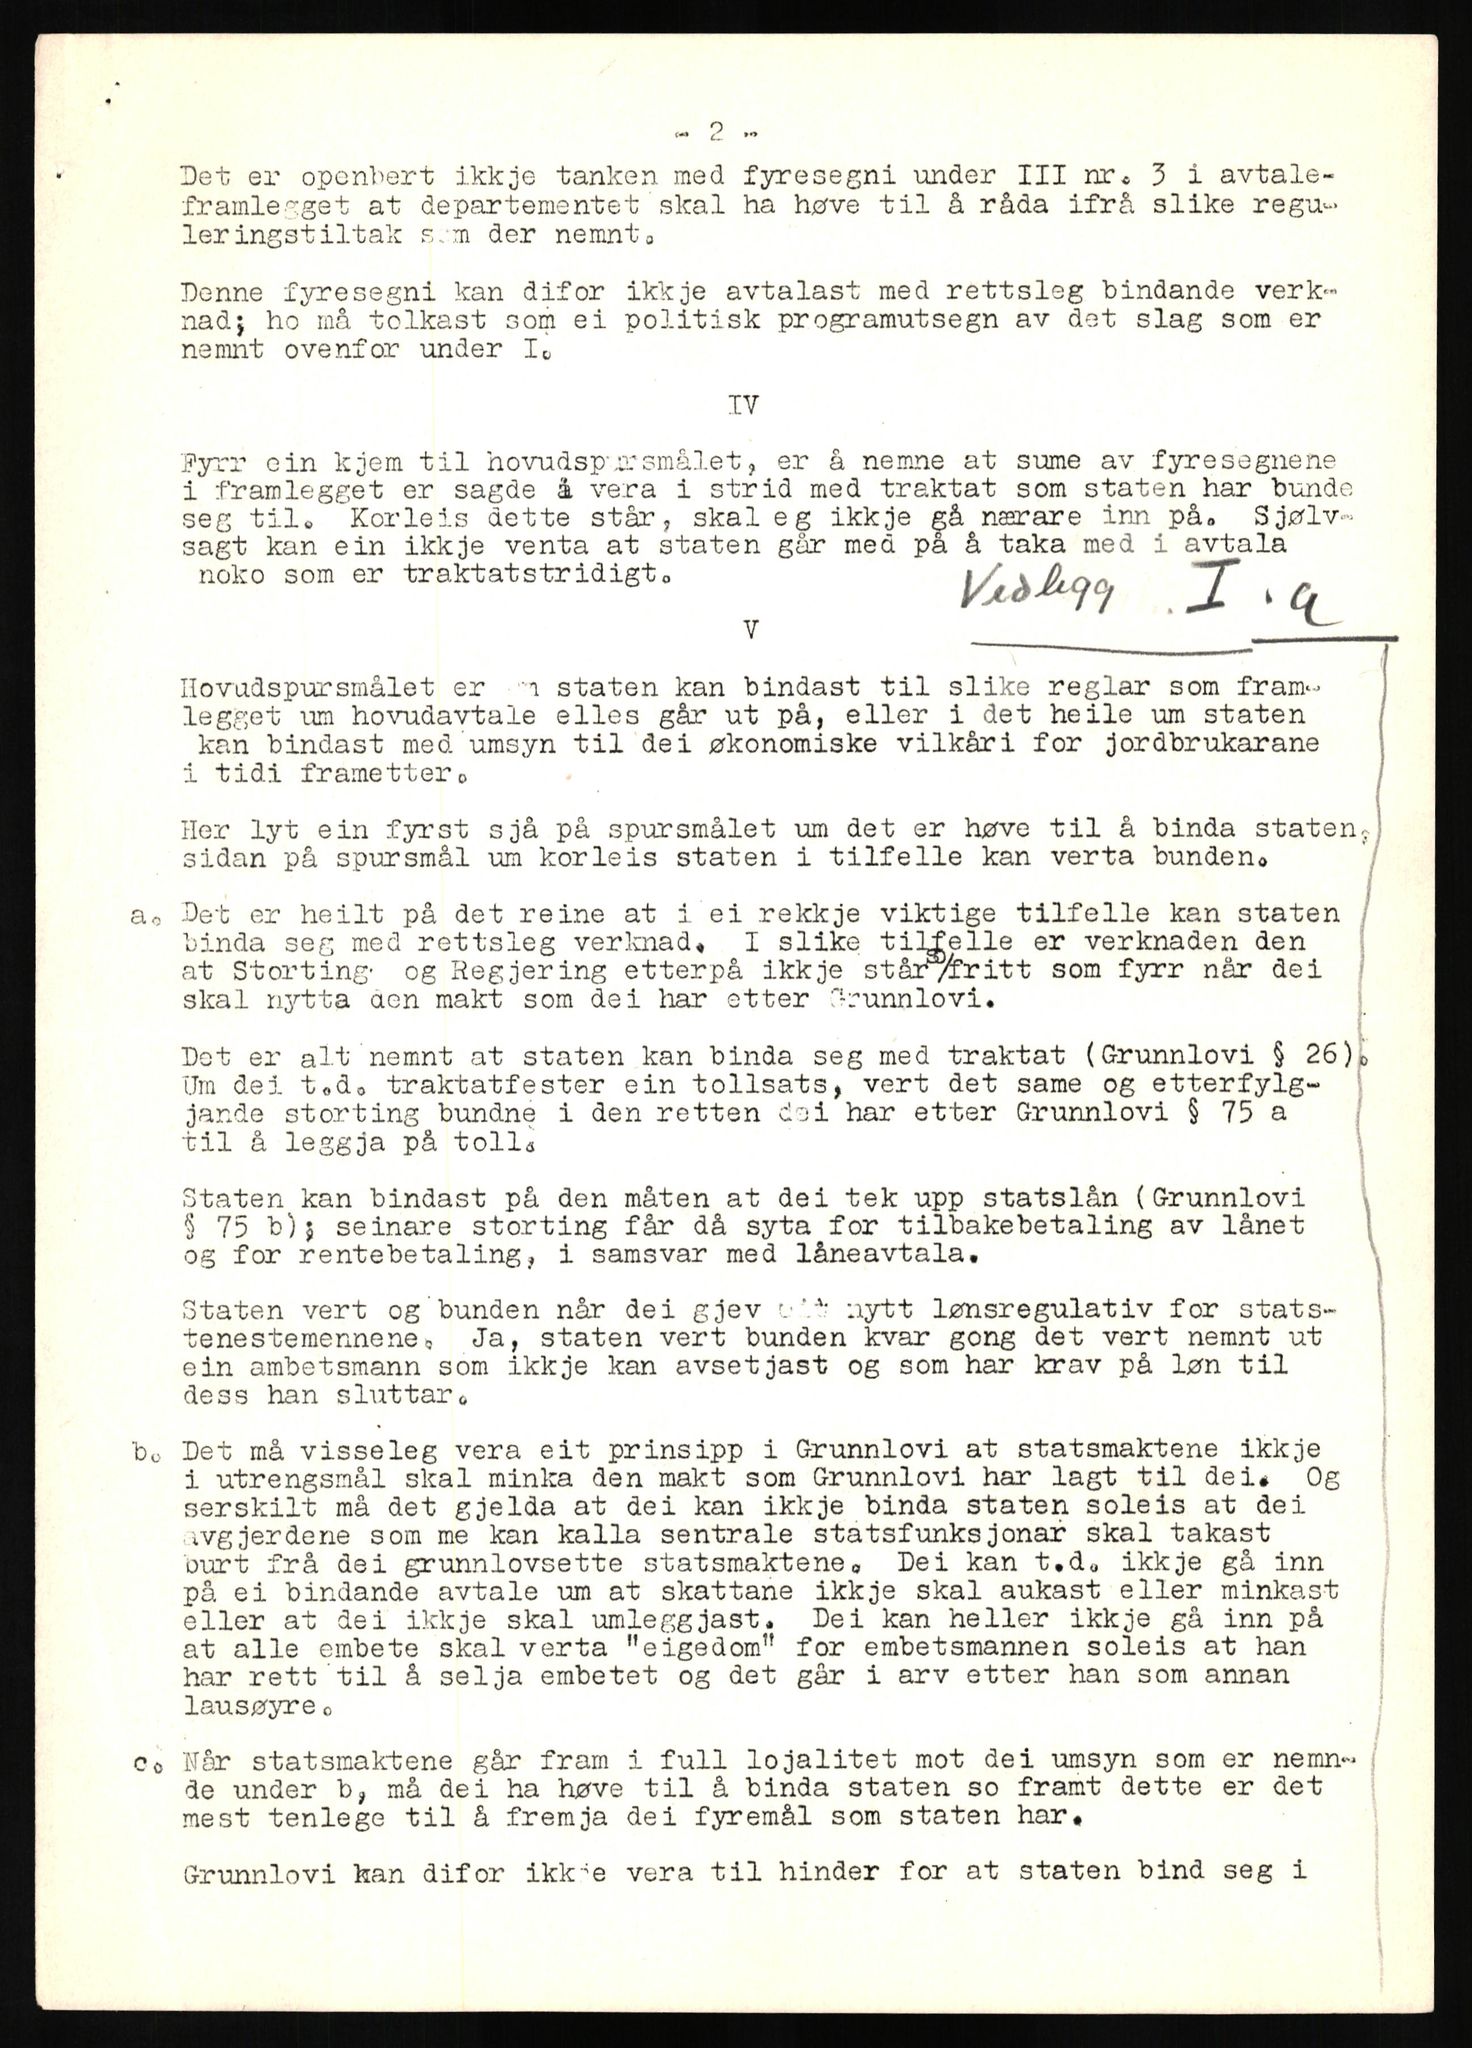 - 2 -
Det er openbert ikkje tanken med fyresegni under III nr. 3 i avtale-
framlegget at departementet skal ha høve til å råda ifrå slike regu-
leringstiltak som der nemnt.
Denne fyresegni kan difor ikkje avtalast med rettsleg bindande verk-
nad; ho må tolkast som ei politisk programutsegn av det slag som er
nemnt ovenfor under I.
IV
Fyrr ein kjem til hovudspursmålet, er å nemne at sume av fyresegnene
i framlegget er sagde å vera i strid med traktat som staten har bunde
seg til. Korleis dette står, skal eg ikkje gå nærare inn på. Sjølv-
sagt kan ein ikkje venta at staten går med på å taka med i avtala
noko som er traktatstridigt.
Vedlegg I.a
V
Hovudspursmålet er um staten kan bindast til slike reglar som fram-
legget um hovudavtale elles går ut på, eller i det heile um staten
kan bindast med umsyn til dei økonomiske vilkåri for jordbrukarane
i tidi frametter.
Her lyt ein fyrst sjå på spursmålet um det er høve til å binda staten,
sidan på spursmål um korleis staten i tilfelle kan verta bunden.
a. Det er heilt på det reine at i ei rekkje viktige tilfelle kan staten
binda seg med rettsleg verknad. I slike tilfelle er verknaden den
at Storting og Regjering etterpå ikkje står so/fritt som fyrr når dei
skal nytta den makt som dei har etter Grunnlovi.
Det er alt nemnt at staten kan binda seg med traktat (Grunnlovi § 26).
Um dei t.d. traktatfester ein tollsats, vert det same og etterfylg-
jande storting bundne i den retten dei har etter Grunnlovi § 75 a
til å leggja på toll.
Staten kan bindast på den måten at dei tek upp statslån (Grunnlovi
§ 75 b); seinare storting får då syta for tilbakebetaling av lånet
og for rentebetaling, i samsvar med låneavtala.
Staten vert og bunden når dei gjev eit nytt lønsregulativ for stats-
tenestemennene. Ja, staten vert bunden kvar gong det vert nemnt ut
ein ambetsmann som ikkje kan avsetjast og som har krav på løn til
dess han sluttar.
b. Det må visseleg vera eit prinsipp i Grunnlovi at statsmaktene ikkje
i utrengsmål skal minka den makt som Grunnlovi har lagt til dei. Og
serskilt må det gjelda at dei kan ikkje binda staten soleis at dei
avgjerdene som me kan kalla sentrale statsfunksjonar skal takast
burt frå dei grunnlovsette statsmaktene. Dei kan t.d. ikkje gå inn
på ei bindande avtale um at skattane ikkje skal aukast eller minkast
eller at dei ikkje skal umleggjast. Dei kan heller ikkje gå inn på
at alle embete skal verta "eigedom" for embetsmannen soleis at han
har rett til å selja embetet og det går i arv etter han som annan
lausøyre.
c. Når statsmaktene går fram i full lojalitet mot dei umsyn som er nemn-
de under b, må dei ha høve til å binda staten so framt dette er det
mest tenlege til å fremja dei fyremål som staten har.
Grunnlovi kan difor ikkje vera til hinder for at staten bind seg i